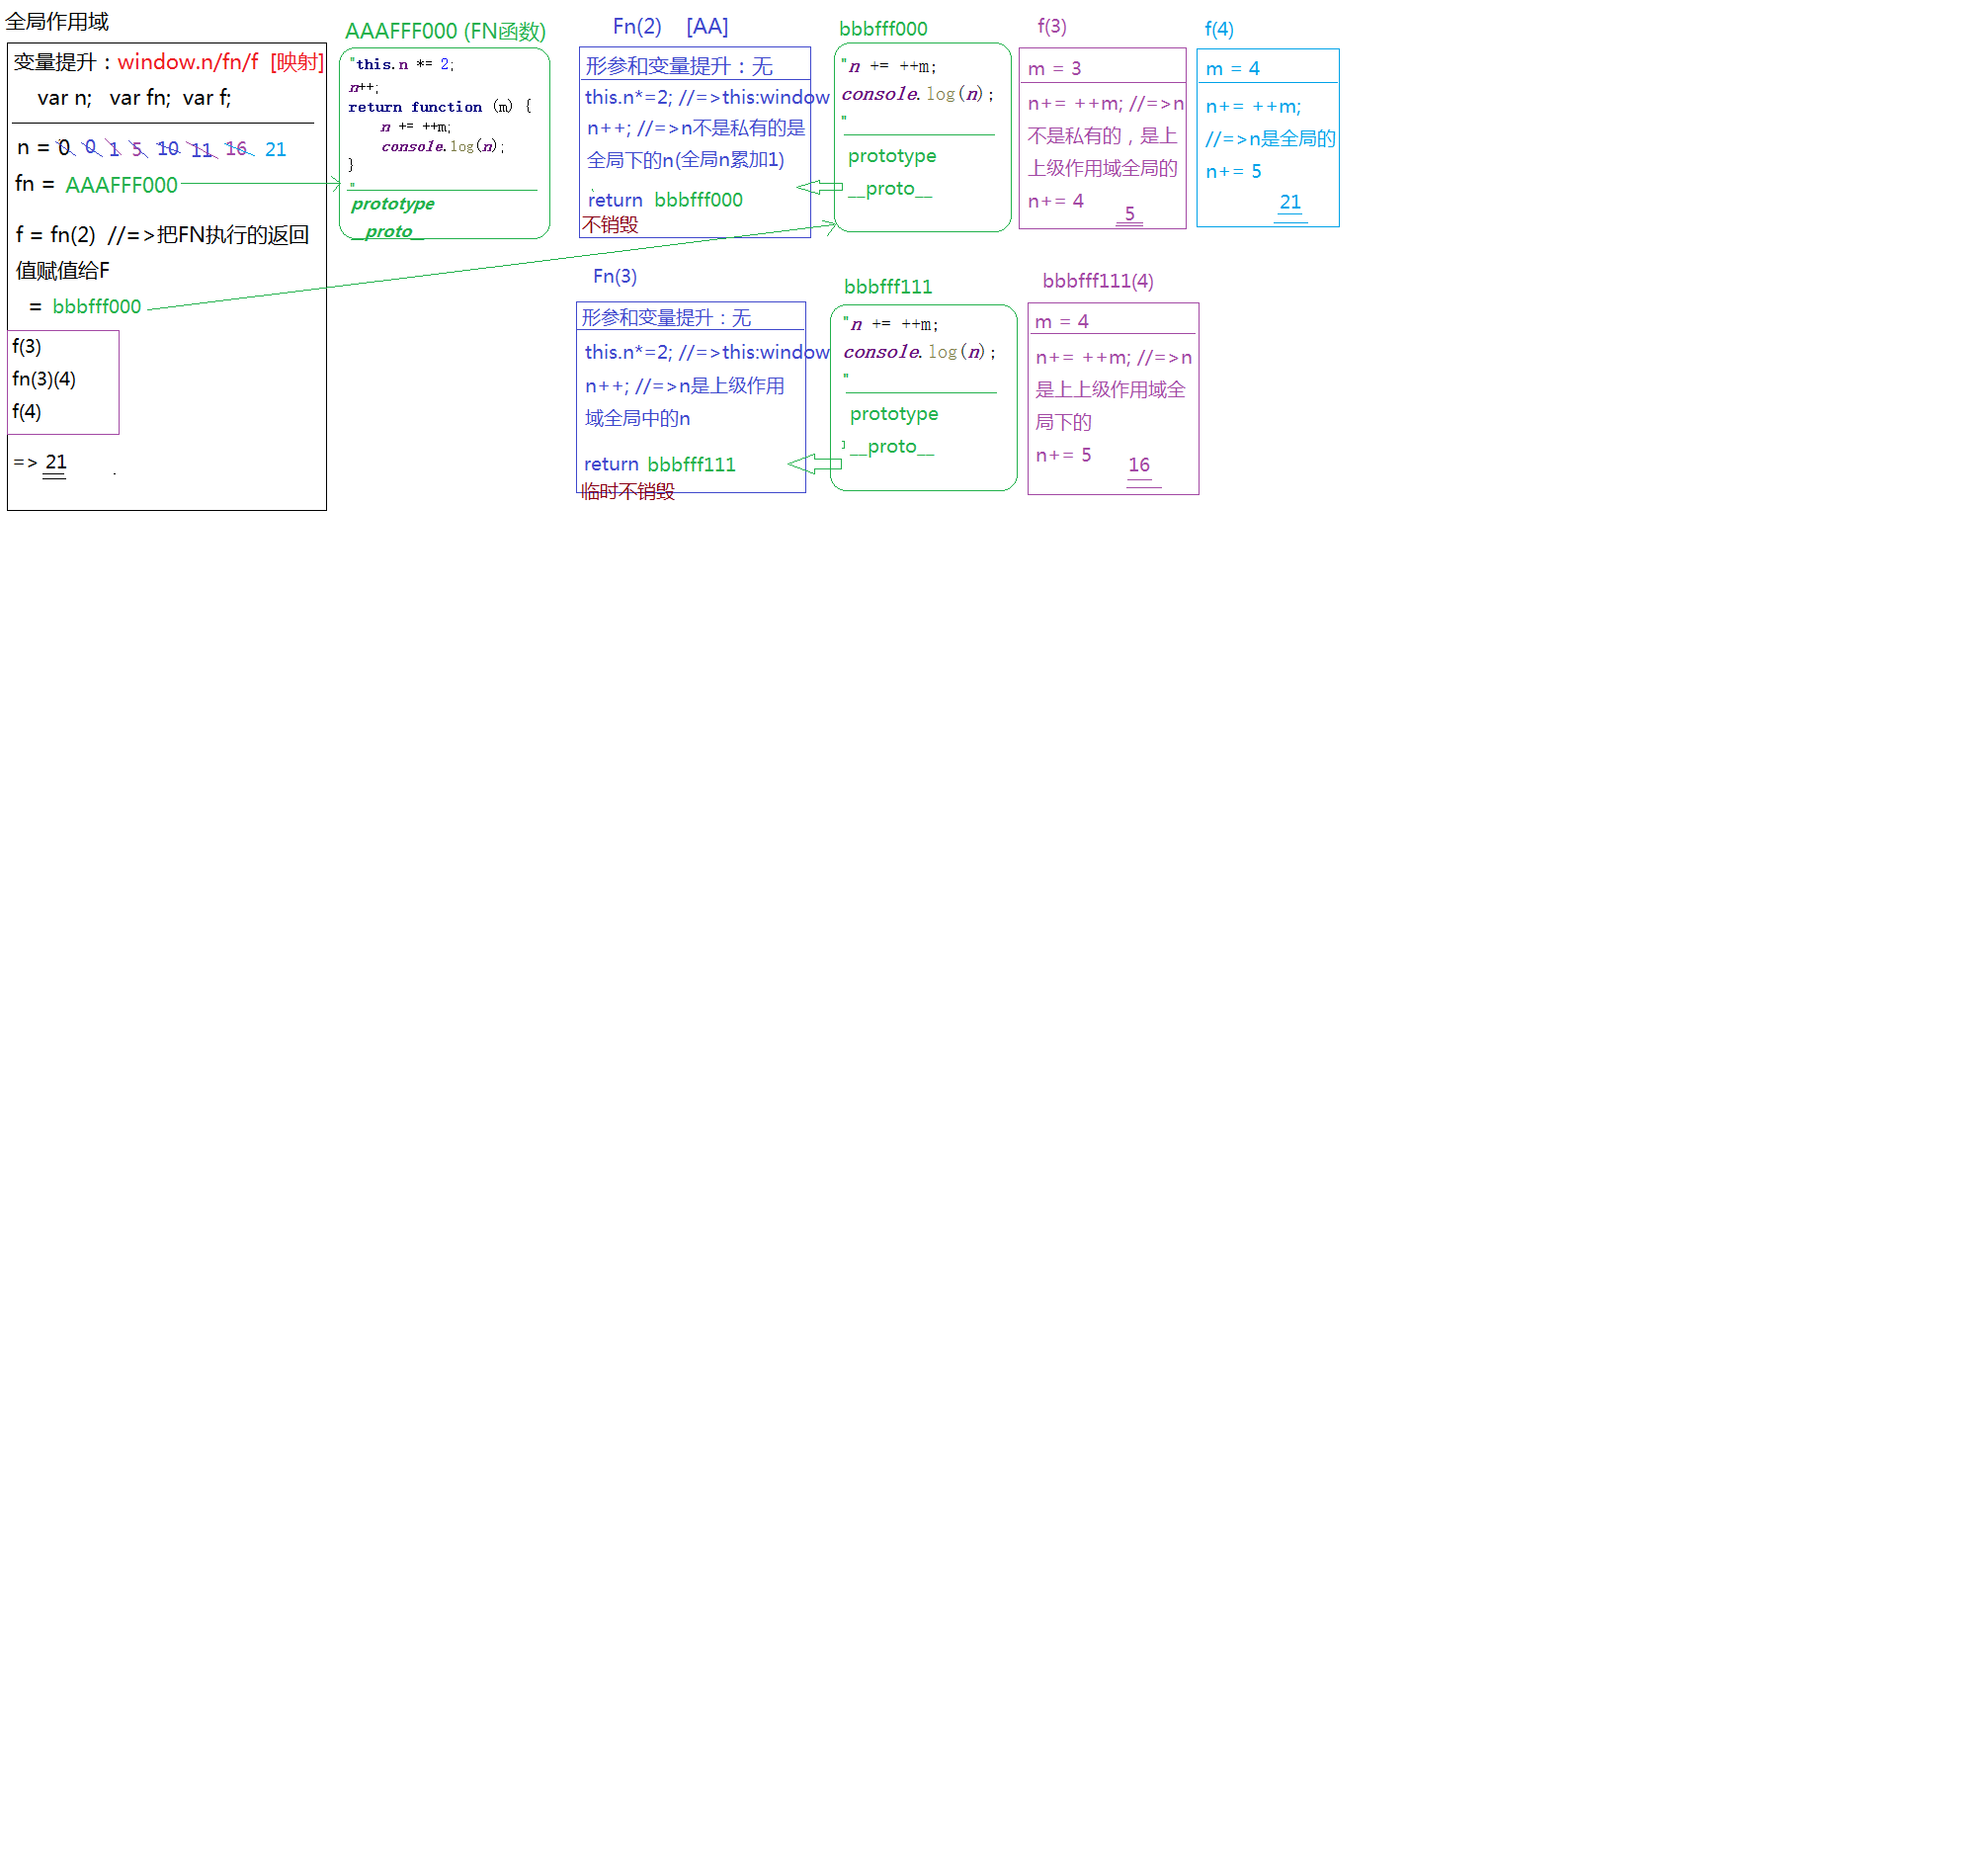 全局作用域
变量提升：window.n/fn/f [映射]
var n; var fn; var f;
n = 0 0 1 5 10 11 16 21
fn = AAAFFF000
f = fn(2) //=>把FN执行的返回
值赋值给F
= bbbfff000
f(3)
fn(3)(4)
f(4)
=> 21
AAAFFF000 (FN函数)
"this.n *= 2;
n++;
return function (m) {
n += ++m;
console.log(n);
}
"
prototype
__proto__
Fn(2) [AA]
形参和变量提升：无
this.n*=2; //=>this:window
n++; //=>n不是私有的是
全局下的n(全局n累加1)
return bbbfff000
不销毁
bbbfff000
"n += ++m;
console.log(n);
"
prototype
__proto__
f(3)
m = 3
n+= ++m; //=>n
不是私有的，是上
上级作用域全局的
n+= 4
5
f(4)
m = 4
n+= ++m;
//=>n是全局的
n+= 5
21
Fn(3)
形参和变量提升：无
this.n*=2; //=>this:window
n++; //=>n是上级作用
域全局中的n
return bbbfff111
临时不销毁
bbbfff111
"n += ++m;
console.log(n);
"
prototype
__proto__
bbbfff111(4)
m = 4
n+= ++m; //=>n
是上上级作用域全
局下的
n+= 5
16